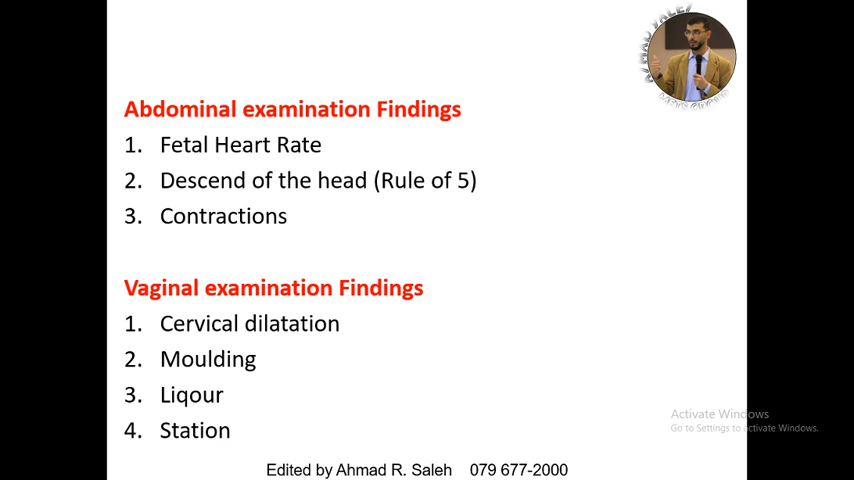 AHMAD SALEH
Abdominal examination Findings
1. Fetal Heart Rate
2. Descend of the head (Rule of 5)
3. Contractions
Vaginal examination Findings
1. Cervical dilatation
2. Moulding
3. Liqour
4. Station
Activate Windows
Go to Settings to activate Windows.
Edited by Ahmad R. Saleh 079 677-2000